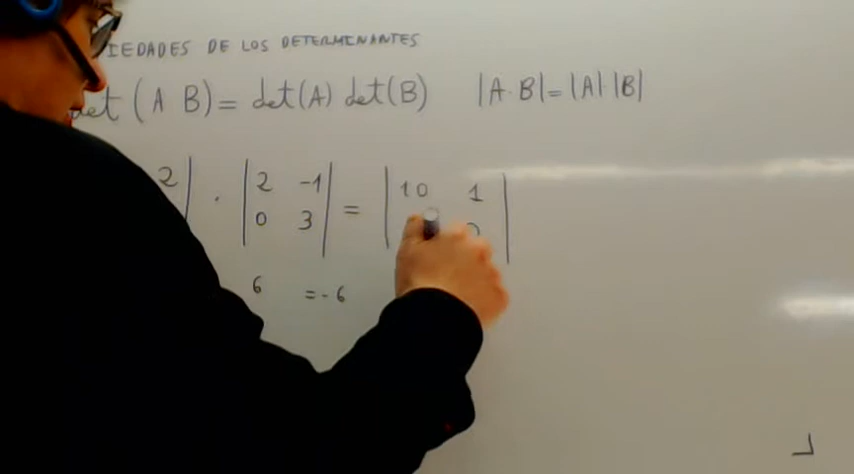 IEDADES DE LOS DETERMINANTES
det (A B) = det(A) det(B) |A·B| = |A|·|B|
2| · |2 -1| = |10 1|
|0 3|
6 = -6